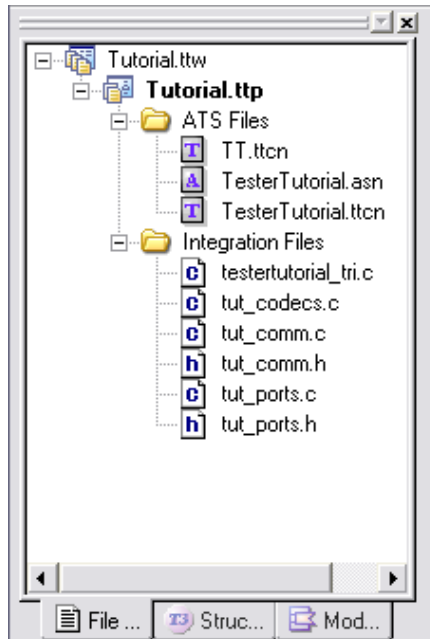 Tutorial.ttw
Tutorial.ttp
ATS Files
T TT.ttcn
A TesterTutorial.asn
T TesterTutorial.ttcn
Integration Files
c testertutorial_tri.c
c tut_codecs.c
c tut_comm.c
h tut_comm.h
c tut_ports.c
h tut_ports.h
File ... T3 Struc... Mod...